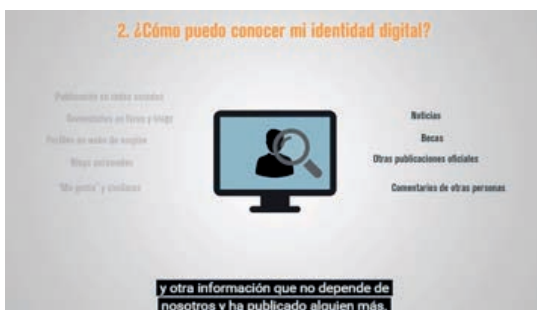 2. ¿Cómo puedo conocer mi identidad digital?
Publicación en redes sociales
Comentarios en foros y blogs
Perfiles en webs de empleo
Blogs personales
"Me gusta" y similares
Noticias
Becas
Otras publicaciones oficiales
Comentarios de otras personas
y otra información que no depende de
nosotros y ha publicado alguien más.